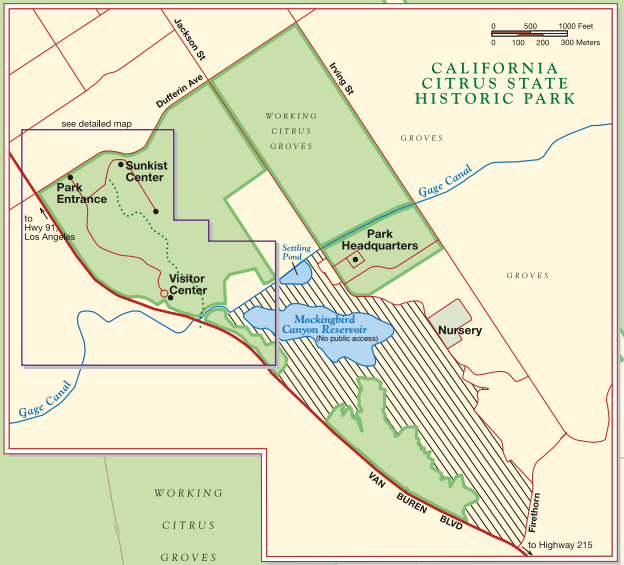 0 500 1000 Feet
0 100 200 300 Meters
CALIFORNIA
CITRUS STATE
HISTORIC PARK
Jackson St
Dufferin Ave
Irving St
WORKING
CITRUS
GROVES
GROVES
see detailed map
Sunkist
Center
Park
Entrance
Gage Canal
to
Hwy 91,
Los Angeles
Park
Headquarters
Settling
Pond
GROVES
Visitor
Center
Mockingbird
Canyon Reservoir
(No public access)
Nursery
Gage Canal
VAN BUREN BLVD
Firethorn
to Highway 215
WORKING
CITRUS
GROVES